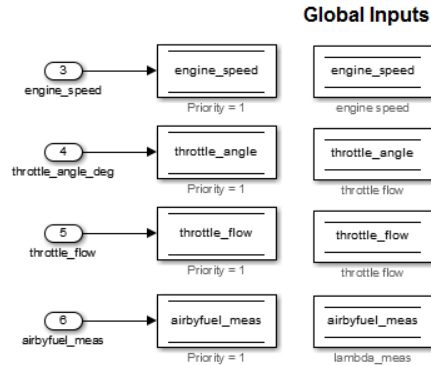 Global Inputs
3
engine_speed
engine_speed
Priority = 1
engine_speed
engine speed
4
throttle_angle_deg
throttle_angle
Priority = 1
throttle_angle
throttle flow
5
throttle_flow
throttle_flow
Priority = 1
throttle_flow
throttle flow
6
airbyfuel_meas
airbyfuel_meas
Priority = 1
airbyfuel_meas
lambda_meas